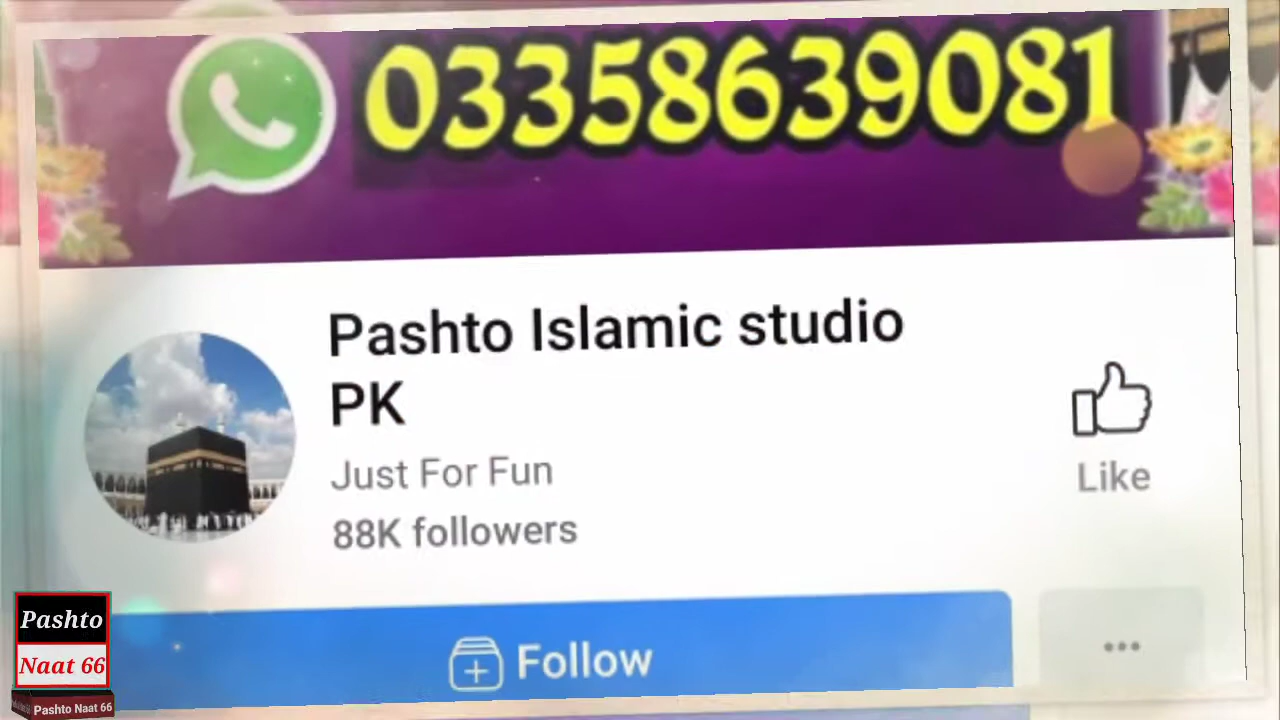 03358639081
Pashto Islamic studio
PK
Just For Fun
88K followers
Like
Follow
Pashto
Naat 66
Pashto Naat 66